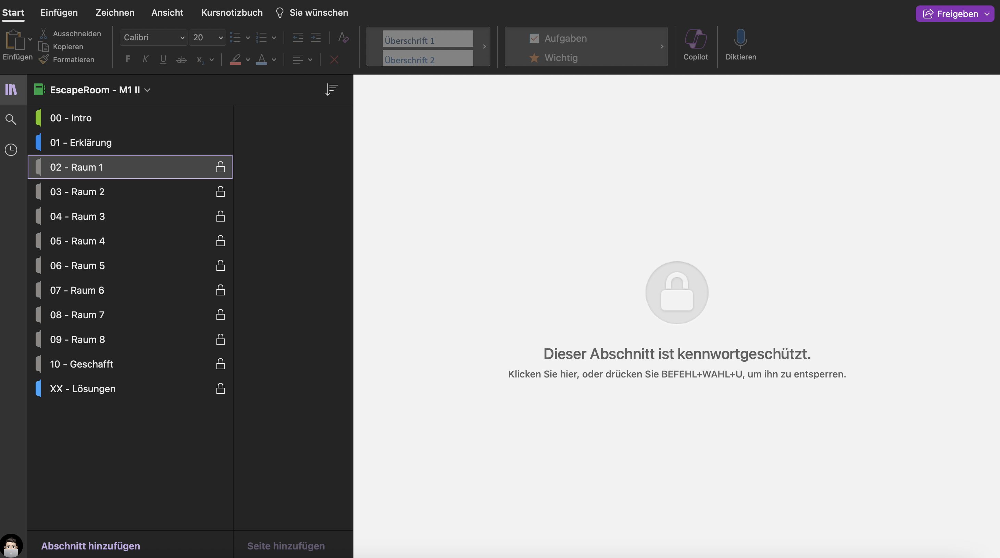 Start Einfügen Zeichnen Ansicht Kursnotizbuch Sie wünschen Freigeben
Einfügen
Ausschneiden
Kopieren
Formatieren
Calibri 20
F K U ab x2 A
Überschrift 1
Überschrift 2
Aufgaben
Wichtig
Copilot
Diktieren
EscapeRoom - M1 II
00 - Intro
01 - Erklärung
02 - Raum 1
03 - Raum 2
04 - Raum 3
05 - Raum 4
06 - Raum 5
07 - Raum 6
08 - Raum 7
09 - Raum 8
10 - Geschafft
XX - Lösungen
Abschnitt hinzufügen
Seite hinzufügen
Dieser Abschnitt ist kennwortgeschützt.
Klicken Sie hier, oder drücken Sie BEFEHL+WAHL+U, um ihn zu entsperren.